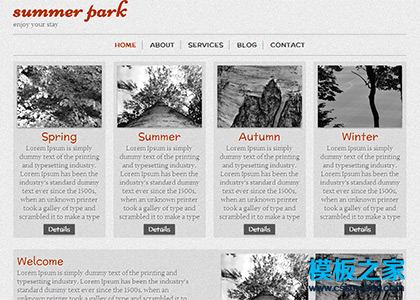 summer park
enjoy your stay
HOME ABOUT SERVICES BLOG CONTACT
Spring Summer Autumn Winter
Lorem Ipsum is simply
dummy text of the printing
and typesetting industry.
Lorem Ipsum has been the
industry's standard dummy
text ever since the 1500s,
when an unknown printer
took a galley of type and
scrambled it to make a type
Details
Lorem Ipsum is simply
dummy text of the printing
and typesetting industry.
Lorem Ipsum has been the
industry's standard dummy
text ever since the 1500s,
when an unknown printer
took a galley of type and
scrambled it to make a type
Details
Lorem Ipsum is simply
dummy text of the printing
and typesetting industry.
Lorem Ipsum has been the
industry's standard dummy
text ever since the 1500s,
when an unknown printer
took a galley of type and
scrambled it to make a type
Details
Lorem Ipsum is simply
dummy text of the printing
and typesetting industry.
Lorem Ipsum has been the
industry's standard dummy
text ever since the 1500s,
when an unknown printer
took a galley of type and
scrambled it to make a type
Details
Welcome
Lorem Ipsum is simply dummy text of the printing
and typesetting industry. Lorem Ipsum has been the
industry's standard dummy text ever since the
1500s, when an unknown printer took a galley of
模板之家